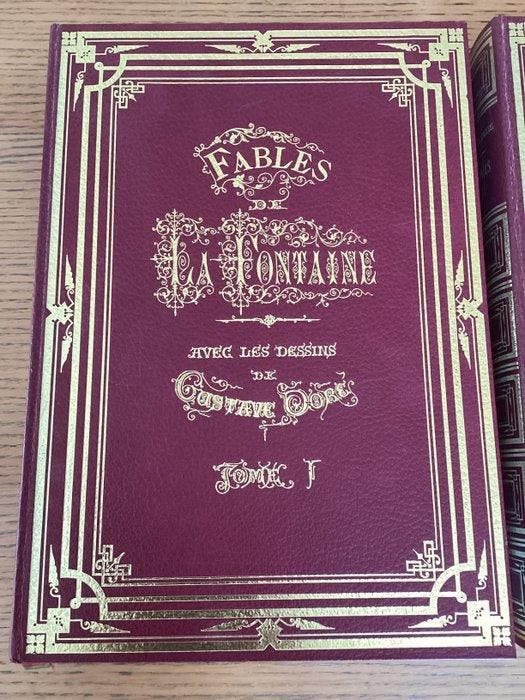 FABLES
DE
LA FONTAINE
AVEC LES DESSINS
DE
GUSTAVE DORÉ
TOME I